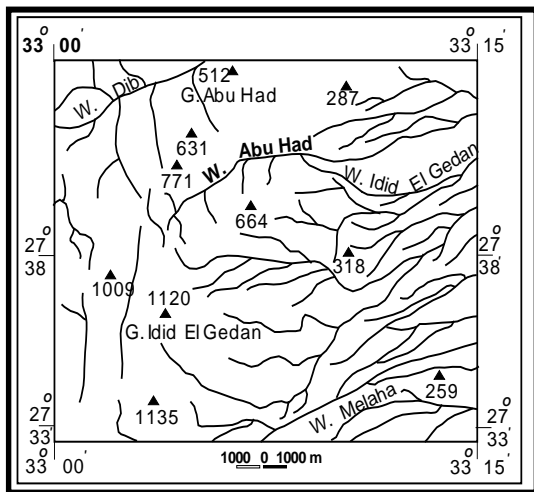 33° 00'
33° 15'
512
G. Abu Had
287
W. Dib
631
W. Abu Had
771
W. Idid El Gedan
664
27° 38'
318
27° 38'
1009
1120
G. Idid El Gedan
259
1135
W. Melaha
27° 33'
27° 33'
33° 00'
1000 0 1000 m
33° 15'